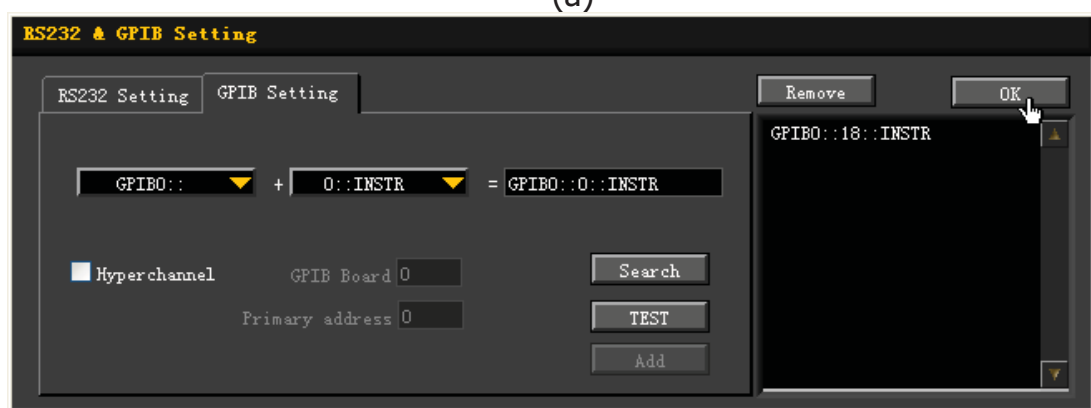 (a)
RS232 & GPIB Setting
RS232 Setting GPIB Setting
Remove OK
GPIB0::18::INSTR
GPIB0:: + 0::INSTR = GPIB0::0::INSTR
Hyperchannel GPIB Board 0 Search
Primary address 0 TEST
Add